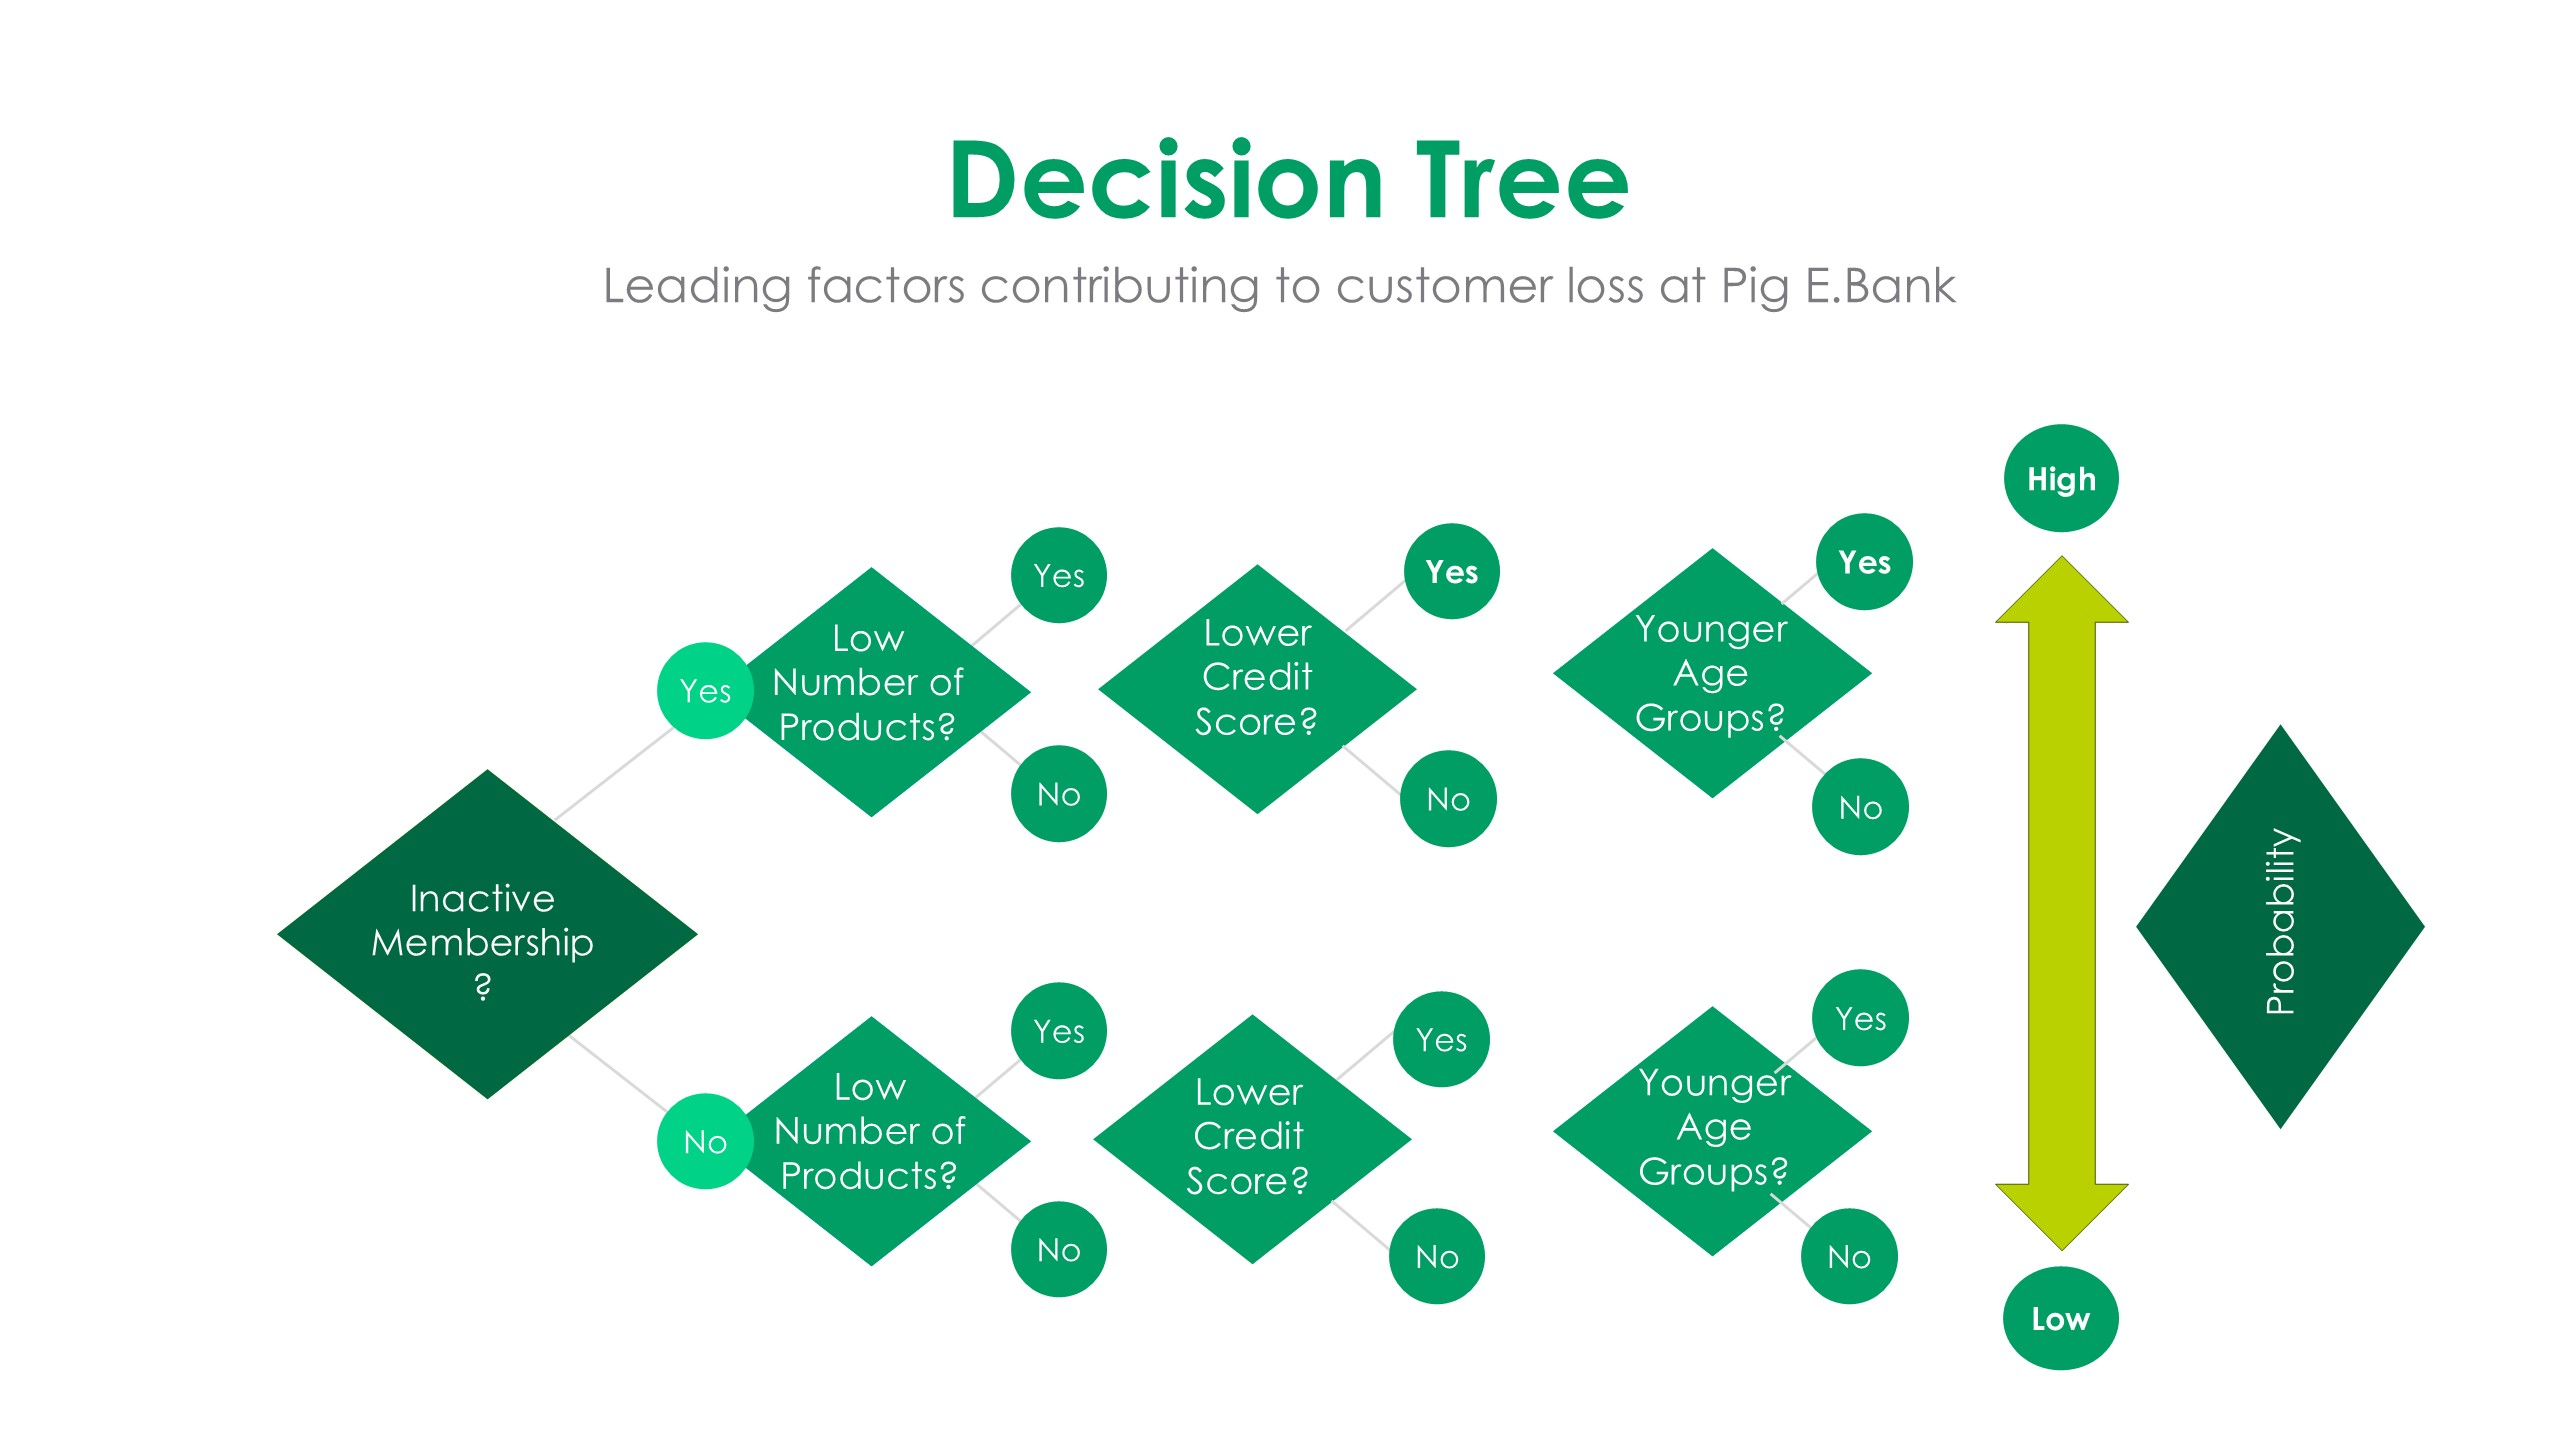 Decision Tree
Leading factors contributing to customer loss at Pig E.Bank
Inactive
Membership
?
Yes
Low
Number of
Products?
Yes
No
Lower
Credit
Score?
Yes
No
Younger
Age
Groups?
Yes
No
No
Low
Number of
Products?
Yes
No
Lower
Credit
Score?
Yes
No
Younger
Age
Groups?
Yes
No
High
Low
Probability